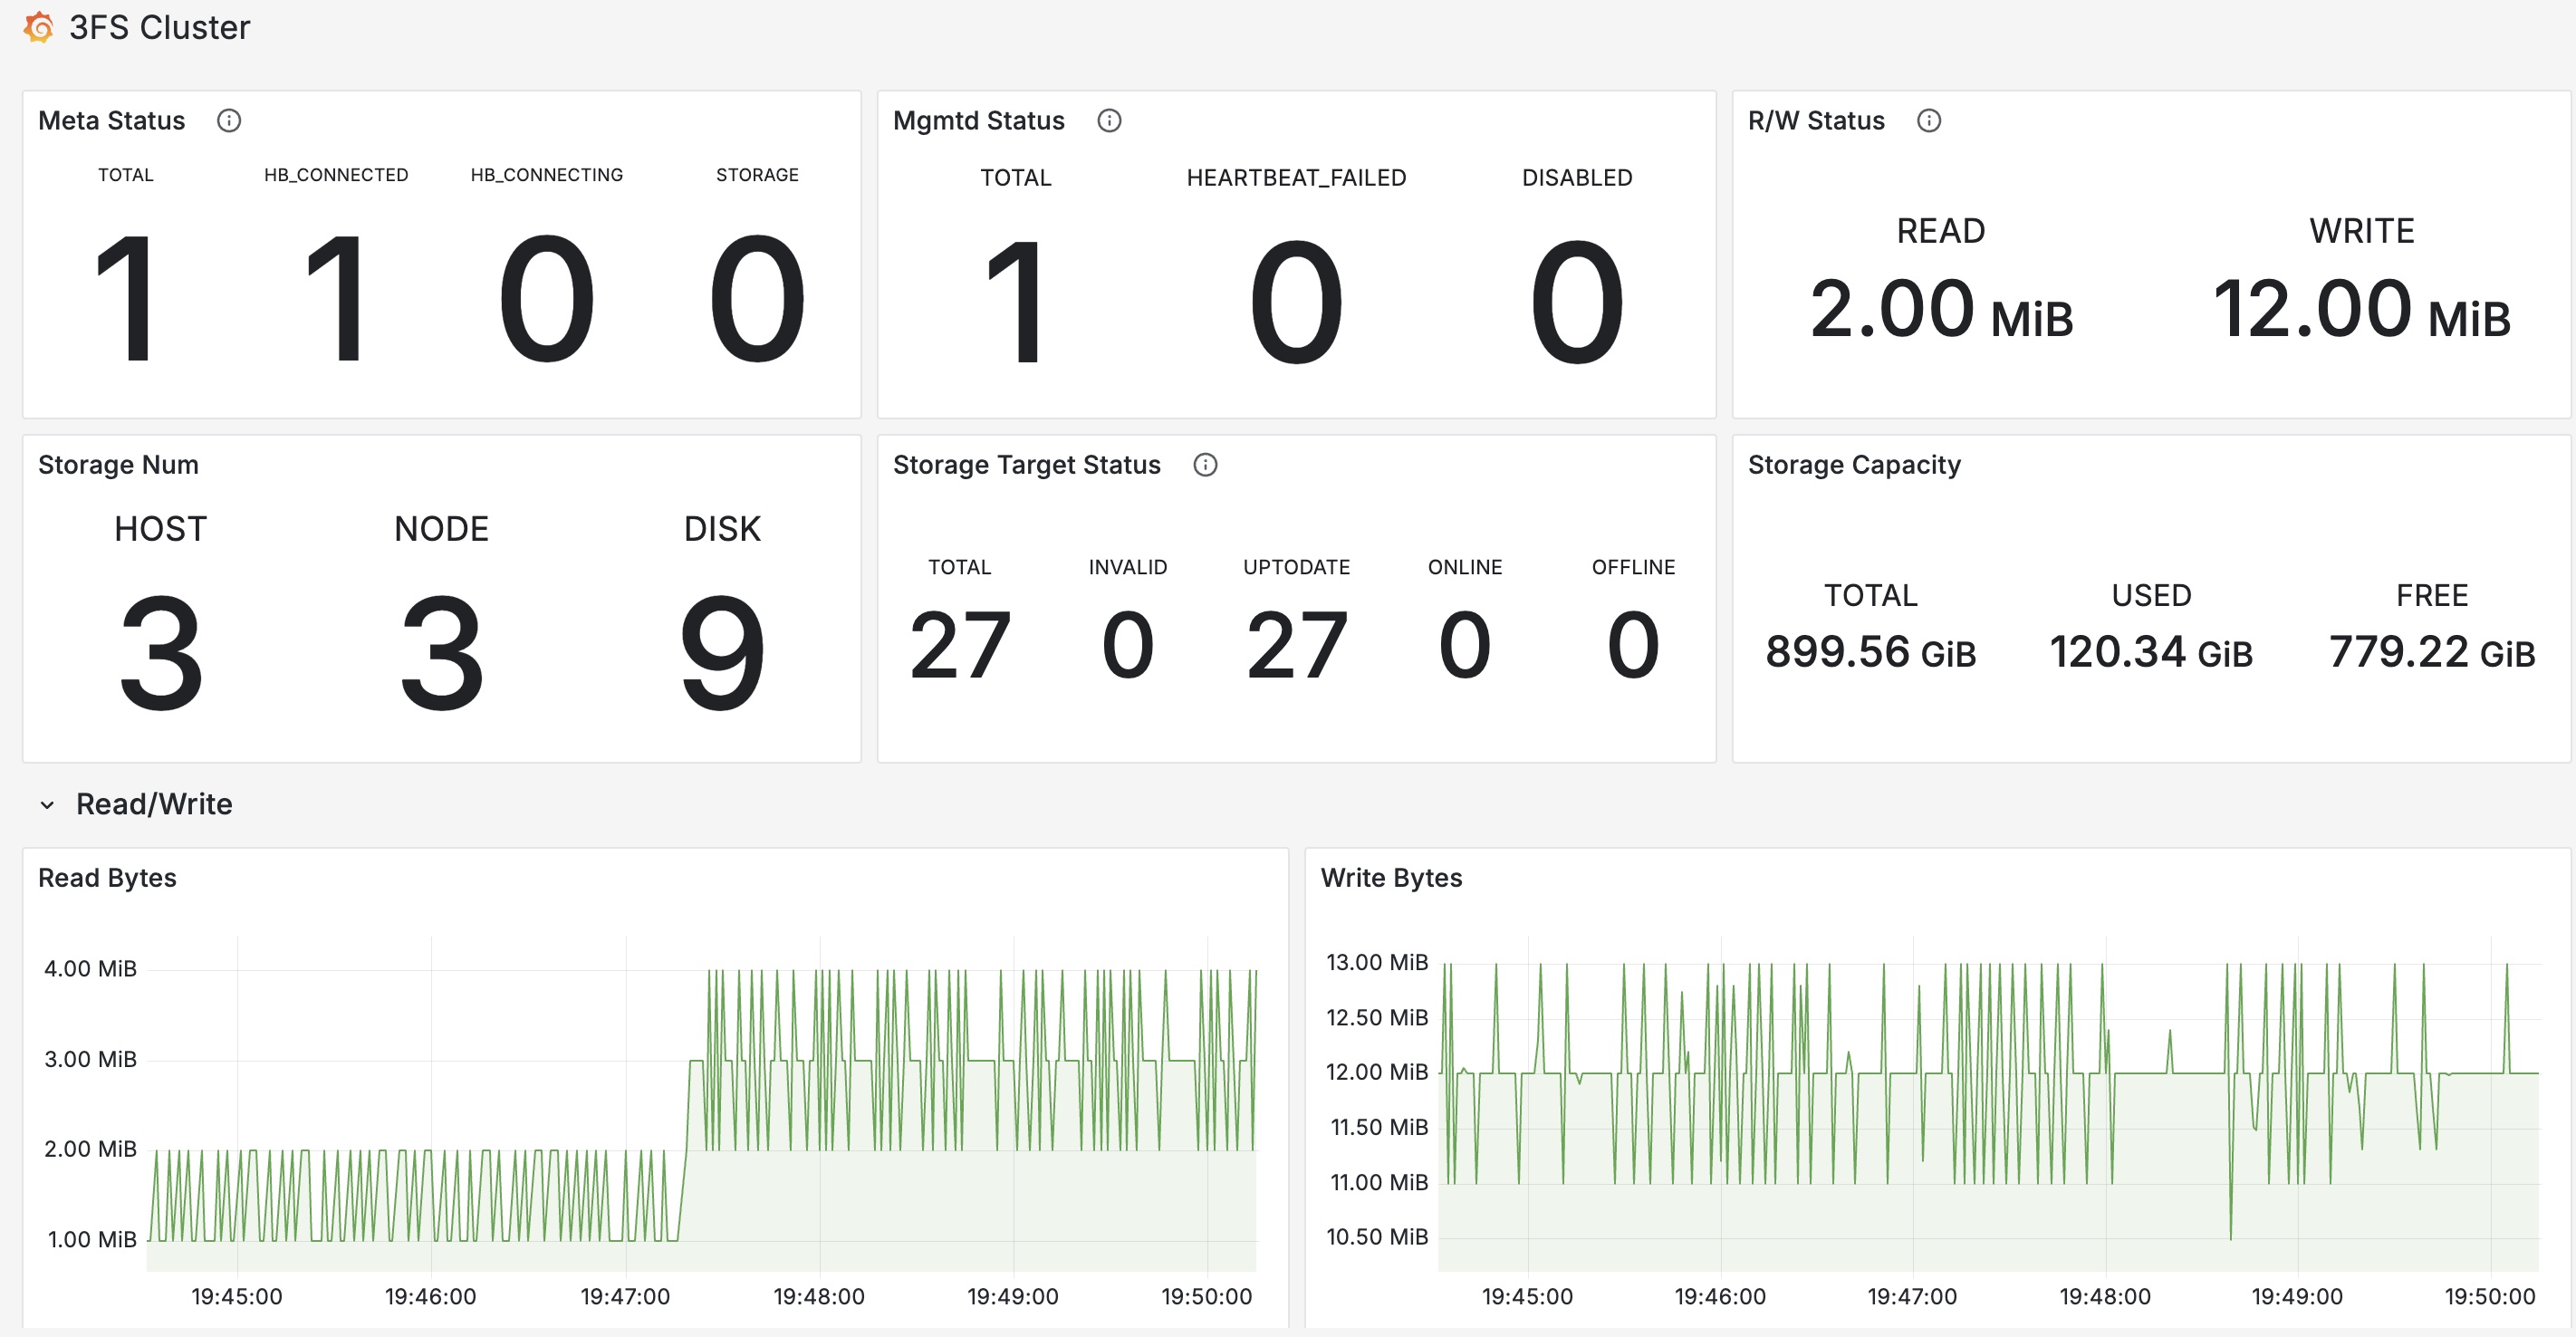 3FS Cluster
Meta Status
TOTAL HB_CONNECTED HB_CONNECTING STORAGE
1 1 0 0
Mgmtd Status
TOTAL HEARTBEAT_FAILED DISABLED
1 0 0
R/W Status
READ WRITE
2.00 MiB 12.00 MiB
Storage Num
HOST NODE DISK
3 3 9
Storage Target Status
TOTAL INVALID UPTODATE ONLINE OFFLINE
27 0 27 0 0
Storage Capacity
TOTAL USED FREE
899.56 GiB 120.34 GiB 779.22 GiB
Read/Write
Read Bytes
4.00 MiB
3.00 MiB
2.00 MiB
1.00 MiB
19:45:00 19:46:00 19:47:00 19:48:00 19:49:00 19:50:00
Write Bytes
13.00 MiB
12.50 MiB
12.00 MiB
11.50 MiB
11.00 MiB
10.50 MiB
19:45:00 19:46:00 19:47:00 19:48:00 19:49:00 19:50:00